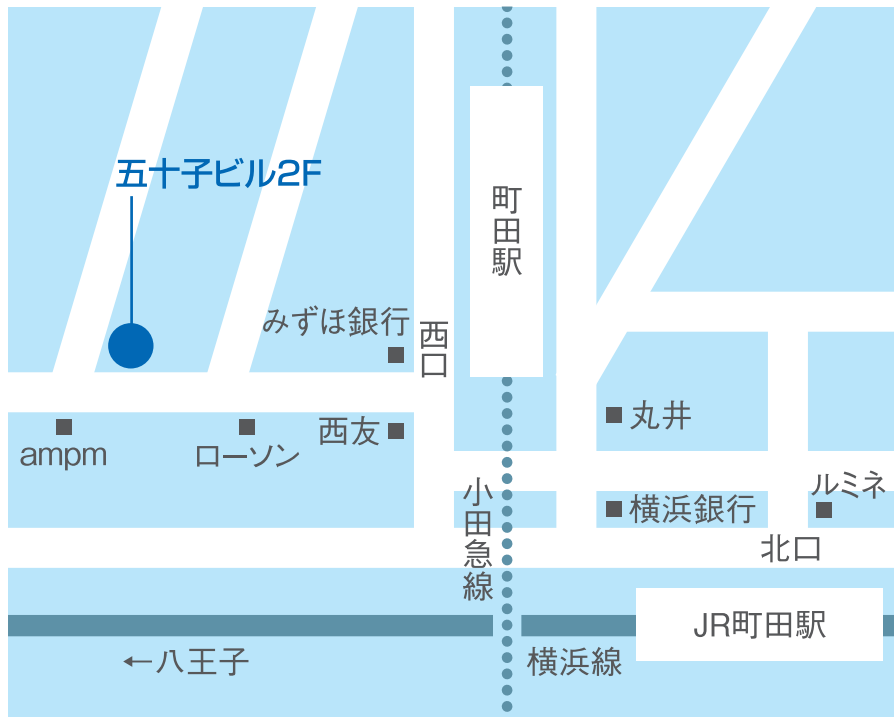 五十子ビル2F
町田駅
みずほ銀行
西口
丸井
西友
ampm
ローソン
ルミネ
小田急線
横浜銀行
北口
JR町田駅
←八王子
横浜線